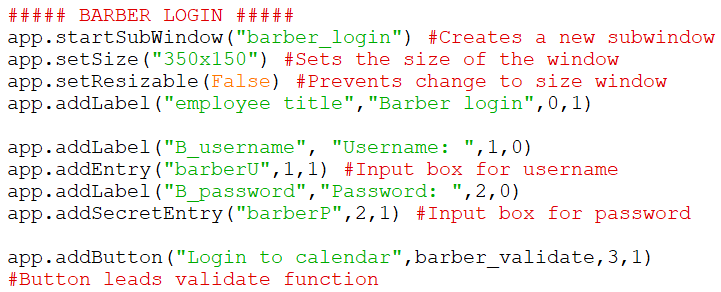 ##### BARBER LOGIN #####
app.startSubWindow("barber_login") #Creates a new subwindow
app.setSize("350x150") #Sets the size of the window
app.setResizable(False) #Prevents change to size window
app.addLabel("employee title","Barber login",0,1)
app.addLabel("B_username", "Username: ",1,0)
app.addEntry("barberU",1,1) #Input box for username
app.addLabel("B_password","Password: ",2,0)
app.addSecretEntry("barberP",2,1) #Input box for password
app.addButton("Login to calendar",barber_validate,3,1)
#Button leads validate function